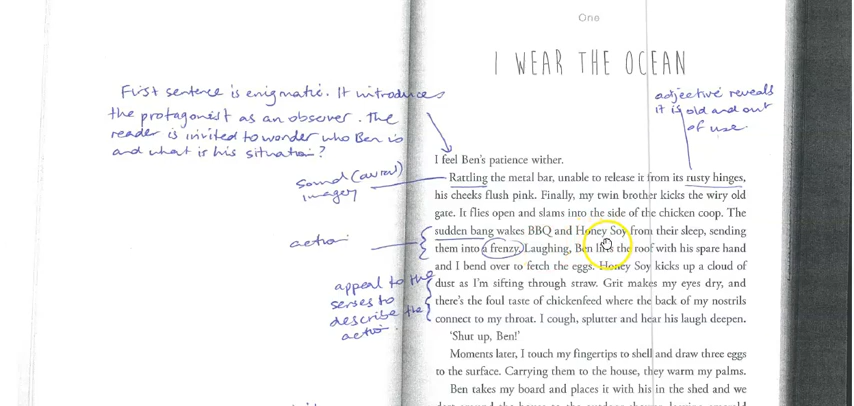 One
I WEAR THE OCEAN
First sentence is enigmatic. It introduces
the protagonist as an observer. The
reader is invited to wonder who Ben is
and what is his situation?
adjective reveals
it is old and out
of use
I feel Ben's patience wither.
sound (aural)
imagery
Rattling the metal bar, unable to release it from its rusty hinges,
his cheeks flush pink. Finally, my twin brother kicks the wiry old
gate. It flies open and slams into the side of the chicken coop. The
action
sudden bang wakes BBQ and Honey Soy from their sleep, sending
them into a frenzy. Laughing, Ben lifts the roof with his spare hand
and I bend over to fetch the eggs. Honey Soy kicks up a cloud of
appeal to the
senses to
describe the
action.
dust as I'm sifting through straw. Grit makes my eyes dry, and
there's the foul taste of chickenfeed where the back of my nostrils
connect to my throat. I cough, splutter and hear his laugh deepen.
'Shut up, Ben!'
Moments later, I touch my fingertips to shell and draw three eggs
to the surface. Carrying them to the house, they warm my palms.
Ben takes my board and places it with his in the shed and we